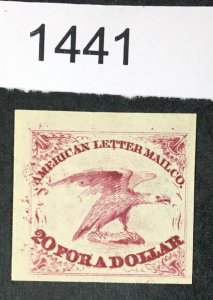 1441
AMERICAN LETTER MAIL CO.
20 FOR A DOLLAR